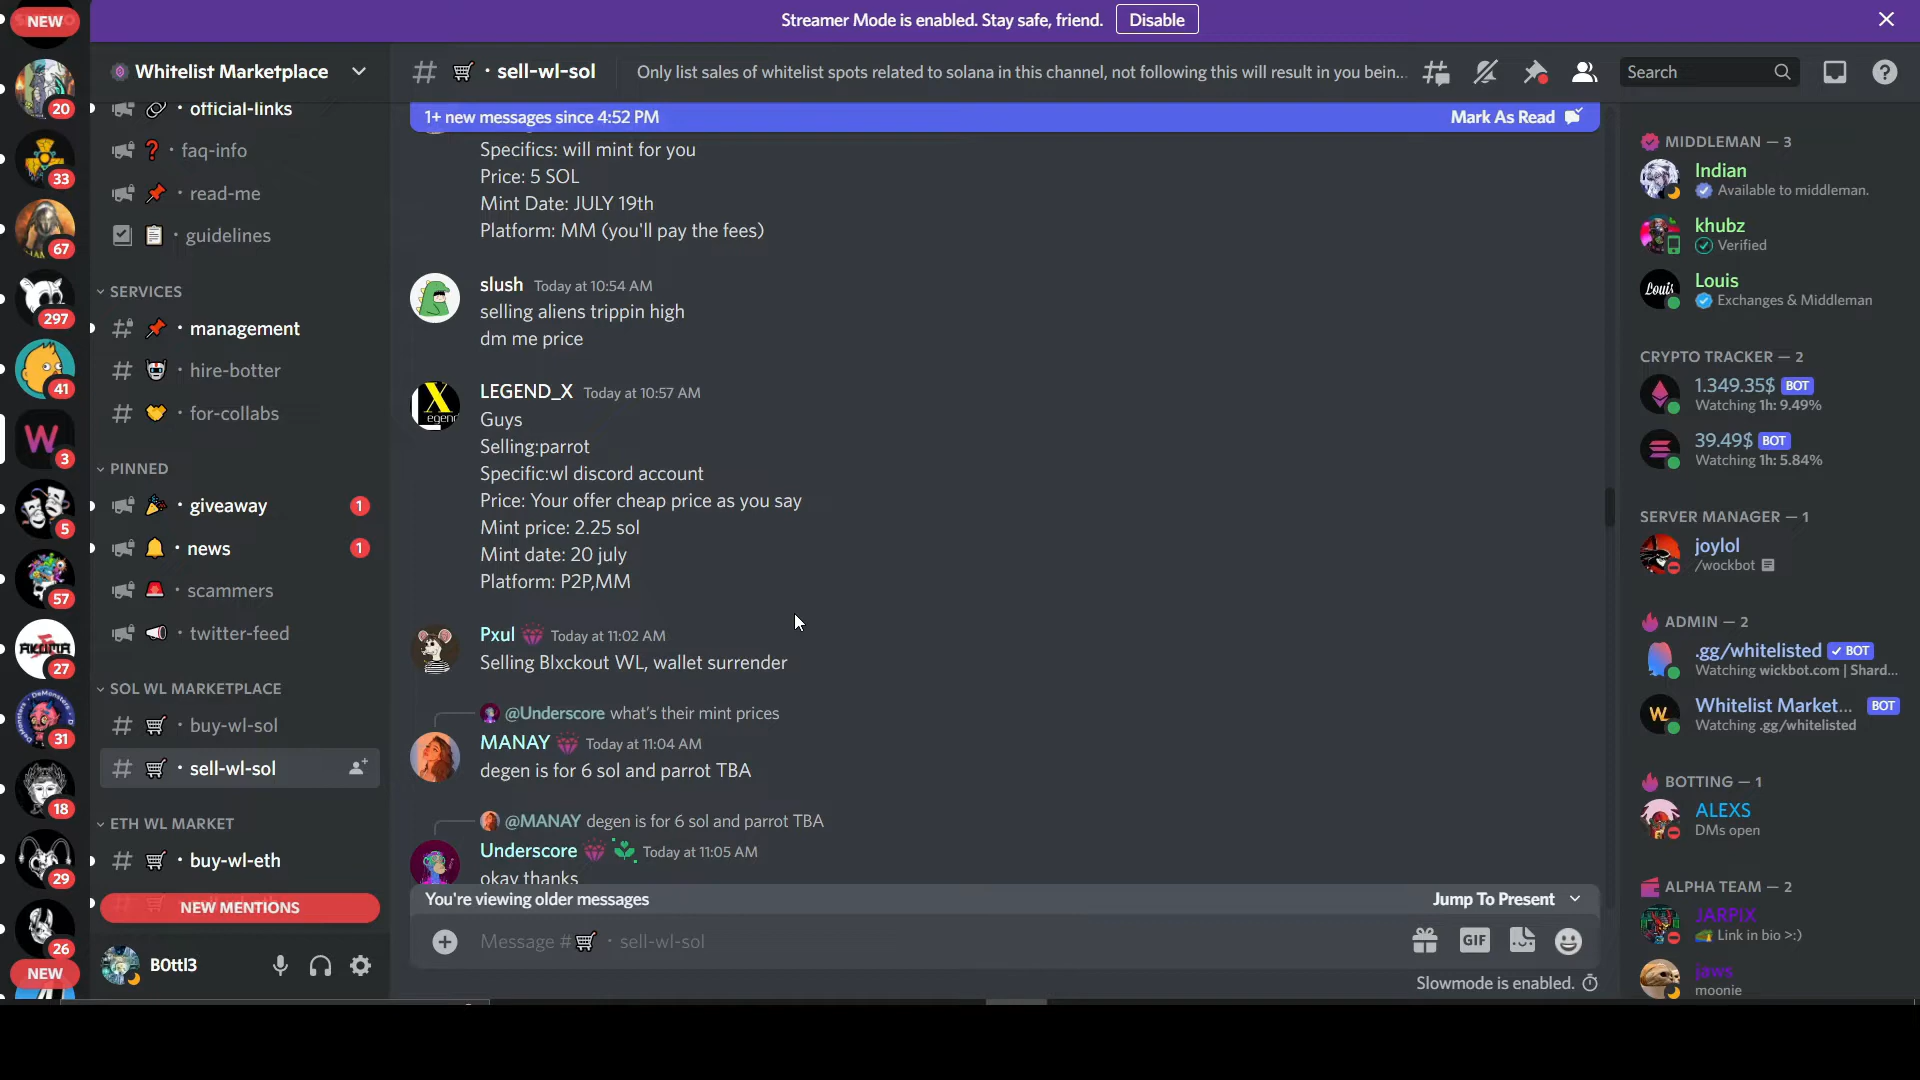 NEW
Streamer Mode is enabled. Stay safe, friend.
Disable
20
33
67
297
41
W
3
5
57
AKUMA
27
31
18
29
26
NEW
Whitelist Marketplace
official-links
faq-info
read-me
guidelines
SERVICES
management
hire-botter
for-collabs
PINNED
giveaway
1
news
1
scammers
twitter-feed
SOL WL MARKETPLACE
buy-wl-sol
sell-wl-sol
ETH WL MARKET
buy-wl-eth
NEW MENTIONS
B0ttl3
sell-wl-sol
Only list sales of whitelist spots related to solana in this channel, not following this will result in you bein...
Search
1+ new messages since 4:52 PM
Mark As Read
Specifics: will mint for you
Price: 5 SOL
Mint Date: JULY 19th
Platform: MM (you'll pay the fees)
slush Today at 10:54 AM
selling aliens trippin high
dm me price
X
LEGEND_X Today at 10:57 AM
Guys
Selling:parrot
Specific:wl discord account
Price: Your offer cheap price as you say
Mint price: 2.25 sol
Mint date: 20 july
Platform: P2P,MM
Pxul Today at 11:02 AM
Selling Blxckout WL, wallet surrender
@Underscore what's their mint prices
MANAY Today at 11:04 AM
degen is for 6 sol and parrot TBA
@MANAY degen is for 6 sol and parrot TBA
Underscore Today at 11:05 AM
okay thanks
You're viewing older messages
Jump To Present
Message # sell-wl-sol
GIF
Slowmode is enabled.
MIDDLEMAN — 3
Indian
Available to middleman.
khubz
Verified
Louis
Louis
Exchanges & Middleman
CRYPTO TRACKER — 2
1.349.35$ BOT
Watching 1h: 9.49%
39.49$ BOT
Watching 1h: 5.84%
SERVER MANAGER — 1
joylol
/wockbot
ADMIN — 2
.gg/whitelisted BOT
Watching wickbot.com | Shard...
Whitelist Market... BOT
Watching .gg/whitelisted
BOTTING — 1
ALEXS
DMs open
ALPHA TEAM — 2
JARPIX
Link in bio >:)
jaws
moonie